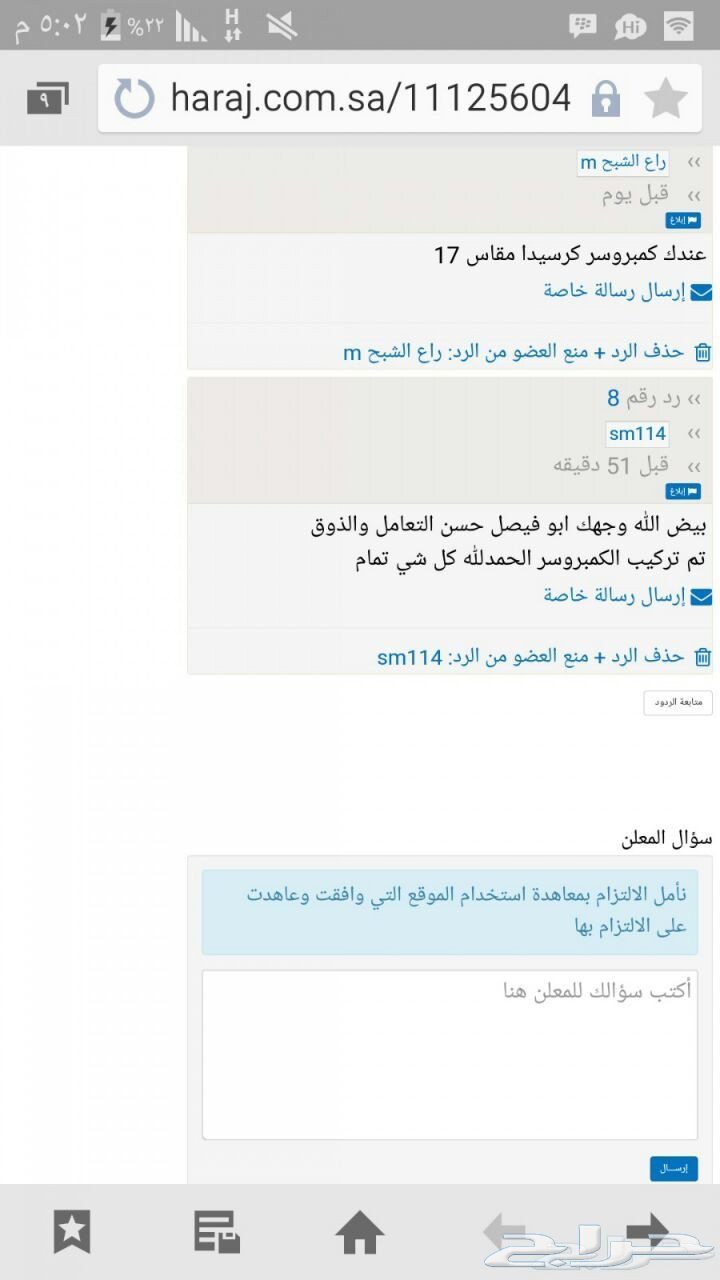 ٥:٠٢ م
%٢٢
H
Hi
٩
haraj.com.sa/11125604
‹‹ راع الشبح m
‹‹ قبل يوم
إبلاغ
عندك كمبروسر كرسيدا مقاس 17
إرسال رسالة خاصة
حذف الرد + منع العضو من الرد: راع الشبح m
‹‹ رد رقم 8
‹‹ sm114
‹‹ قبل 51 دقيقه
إبلاغ
بيض الله وجهك ابو فيصل حسن التعامل والذوق
تم تركيب الكمبروسر الحمدلله كل شي تمام
إرسال رسالة خاصة
حذف الرد + منع العضو من الرد: sm114
متابعة الردود
سؤال المعلن
نأمل الالتزام بمعاهدة استخدام الموقع التي وافقت وعاهدت
على الالتزام بها
أكتب سؤالك للمعلن هنا
إرســال
حراج